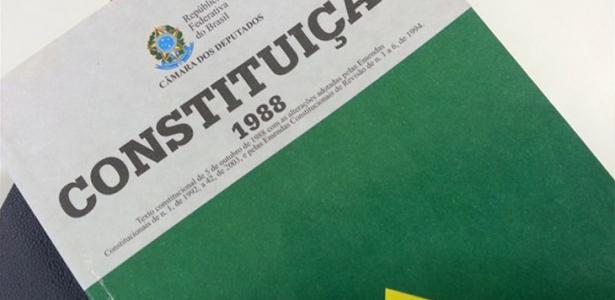 República
Federativa
do Brasil
CÂMARA DOS DEPUTADOS
CONSTITUIÇÃ
1988
Texto constitucional de 5 de outubro de 1988 com as alterações adotadas pelas Emendas
Constitucionais de n. 1, de 1992, a 42, de 2003, e pelas Emendas Constitucionais de Revisão de n. 1 a 6, de 1994.